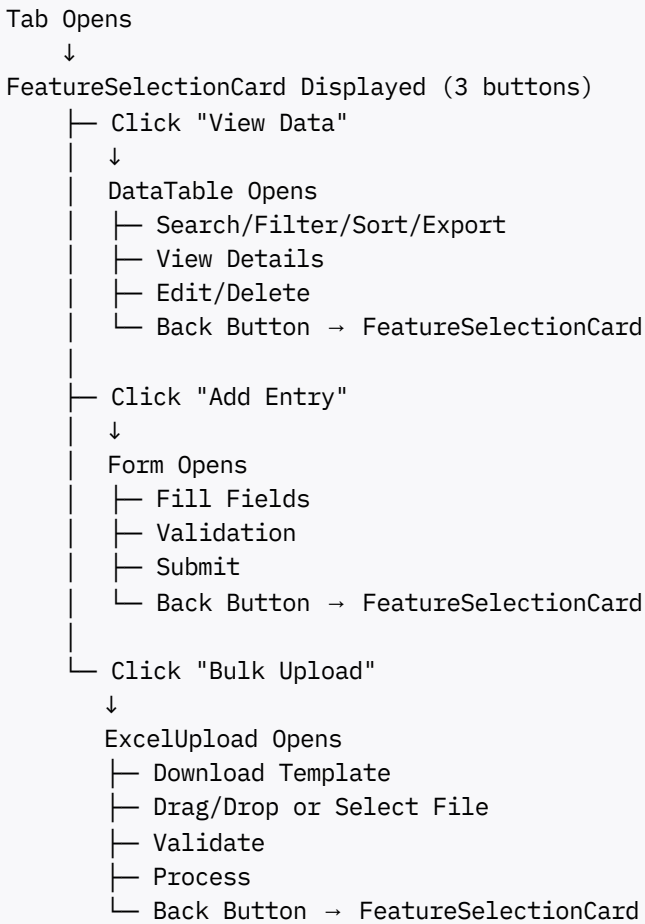 Tab Opens
    ↓
FeatureSelectionCard Displayed (3 buttons)
    ├─ Click "View Data"
    │  ↓
    │  DataTable Opens
    │  ├─ Search/Filter/Sort/Export
    │  ├─ View Details
    │  ├─ Edit/Delete
    │  └─ Back Button → FeatureSelectionCard
    │
    ├─ Click "Add Entry"
    │  ↓
    │  Form Opens
    │  ├─ Fill Fields
    │  ├─ Validation
    │  ├─ Submit
    │  └─ Back Button → FeatureSelectionCard
    │
    └─ Click "Bulk Upload"
       ↓
       ExcelUpload Opens
       ├─ Download Template
       ├─ Drag/Drop or Select File
       ├─ Validate
       ├─ Process
       └─ Back Button → FeatureSelectionCard